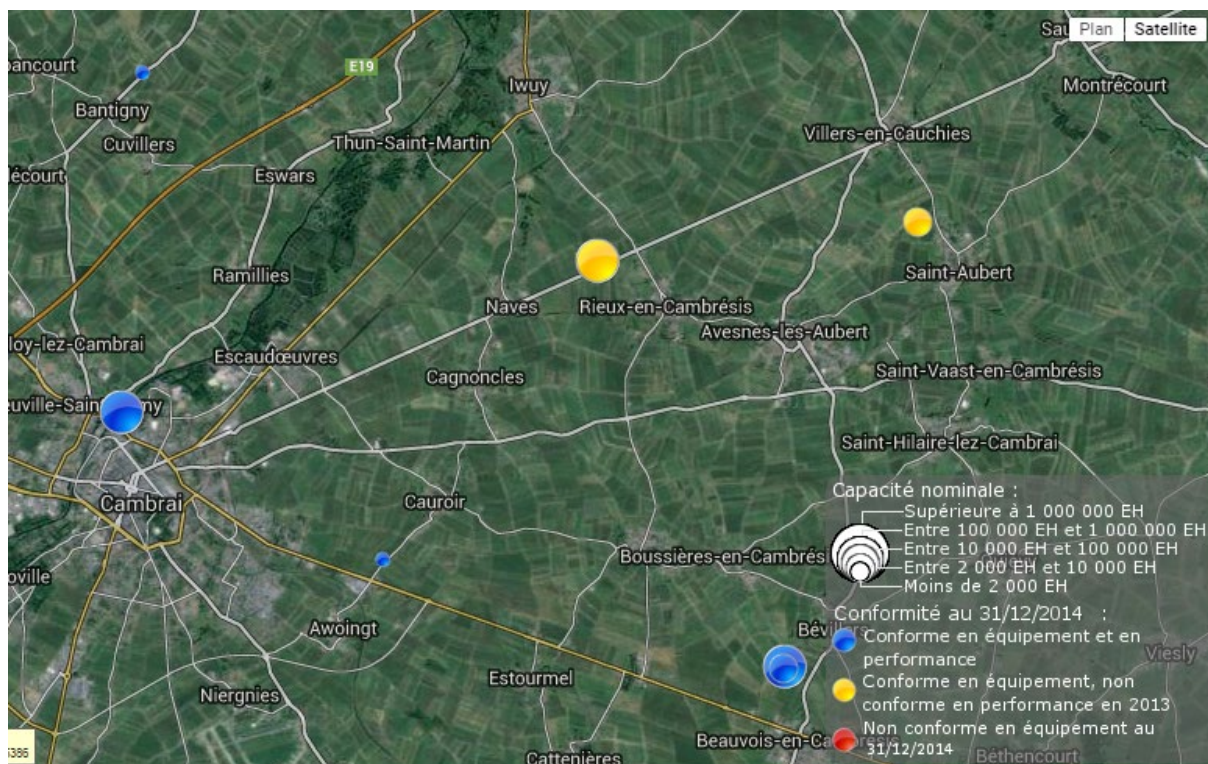 Plan
Satellite
E19
Iwuy
Montrécourt
Bantigny
Cuvillers
Thun-Saint-Martin
Villers-en-Cauchies
Eswars
Ramillies
Saint-Aubert
Naves
Rieux-en-Cambrésis
Avesnes-les-Aubert
Escaudœuvres
Cagnoncles
Saint-Vaast-en-Cambrésis
Saint-Hilaire-lez-Cambrai
Cambrai
Cauroir
Capacité nominale :
Supérieure à 1 000 000 EH
Entre 100 000 EH et 1 000 000 EH
Entre 10 000 EH et 100 000 EH
Entre 2 000 EH et 10 000 EH
Moins de 2 000 EH
Boussières-en-Cambrés
Conformité au 31/12/2014 :
Awoingt
Conforme en équipement et en
performance
Viesly
Estourmel
Conforme en équipement, non
conforme en performance en 2013
Niergnies
Non conforme en équipement au
31/12/2014
Béthencourt
Cattenières